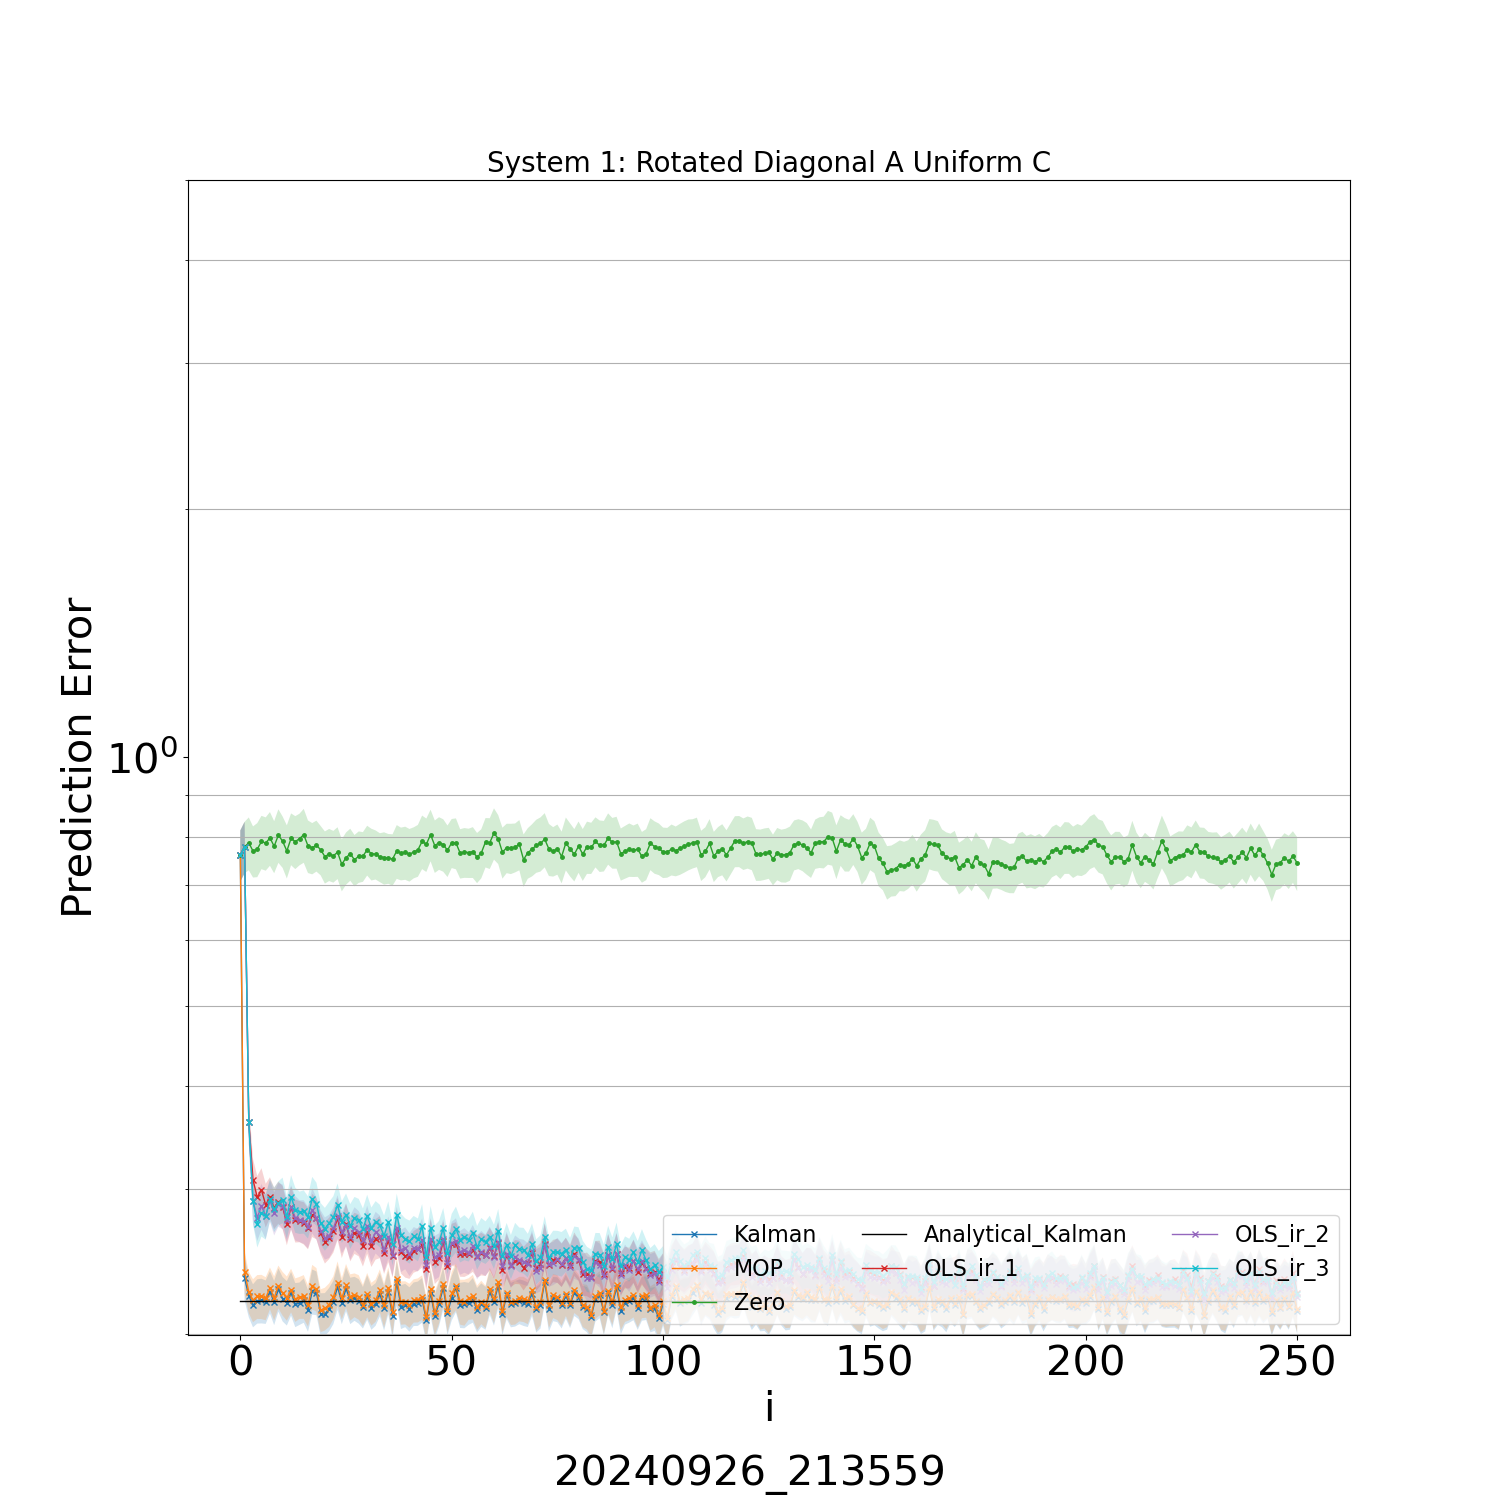 System 1: Rotated Diagonal A Uniform C
Prediction Error
10⁰
0 50 100 150 200 250
i
Kalman
MOP
Zero
Analytical_Kalman
OLS_ir_1
OLS_ir_2
OLS_ir_3
20240926_213559